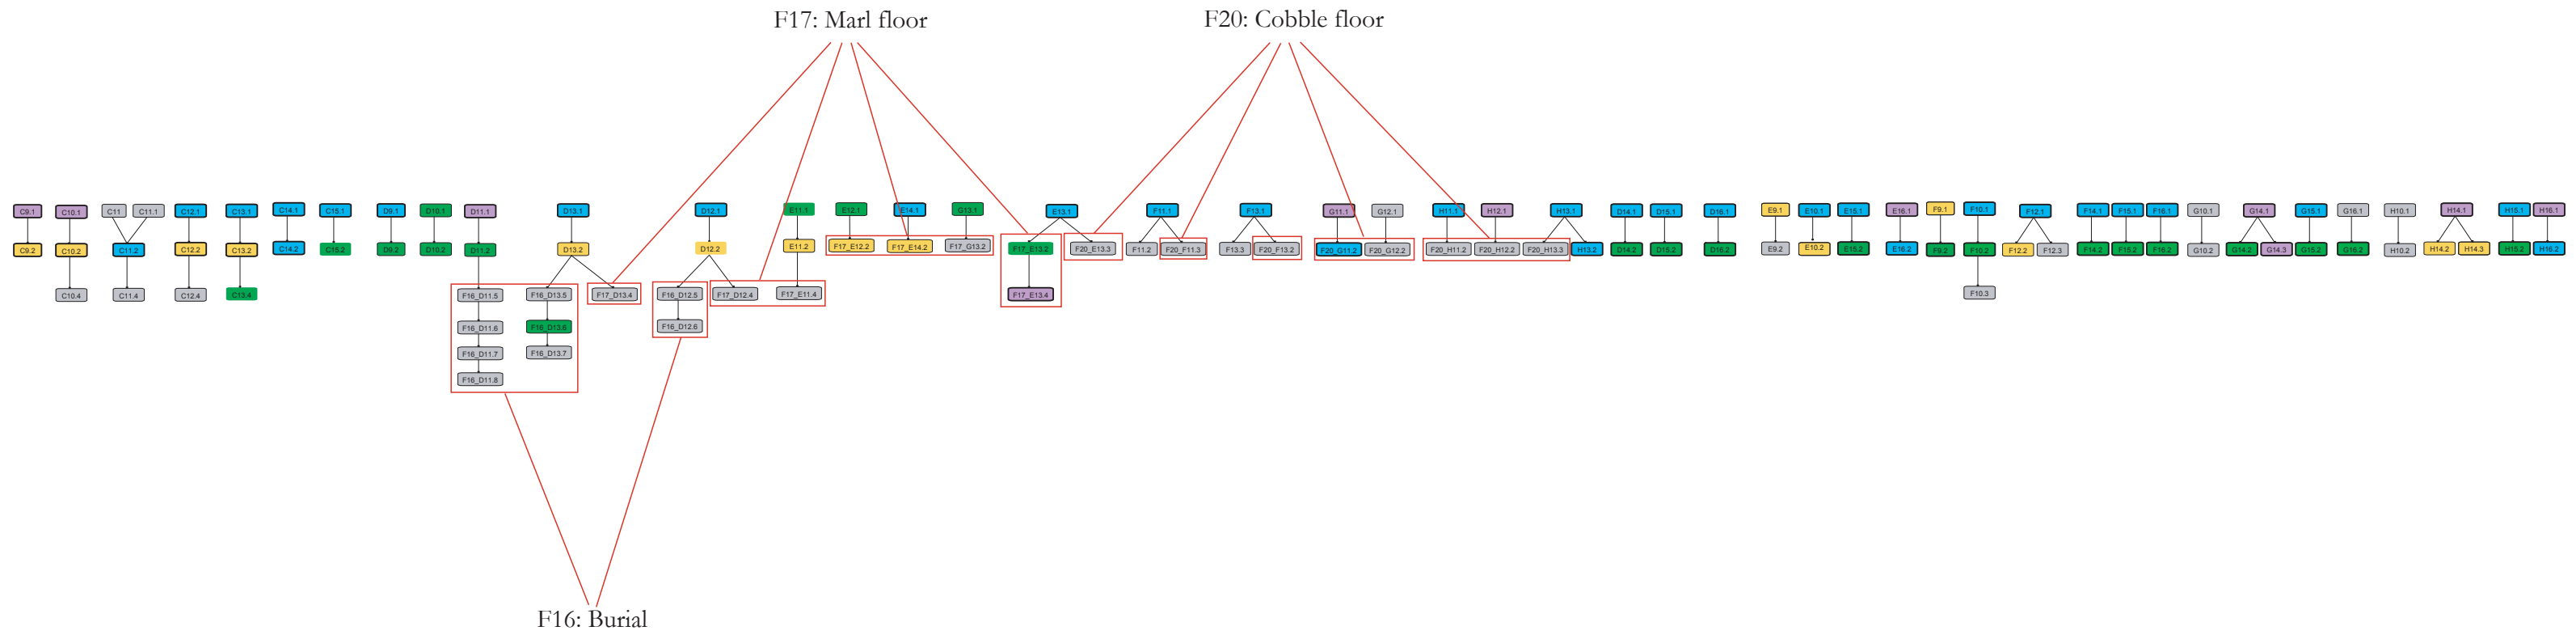 F17: Marl floor F20: Cobble floor
C9.1 C10.1 C11 C11.1 C12.1 C13.1 C14.1 C15.1 D9.1 D10.1 D11.1 D13.1 D12.1 E11.1 E12.1 E14.1 G13.1 E13.1 F11.1 F13.1 G11.1 G12.1 H11.1 H12.1 H13.1 D14.1 D15.1 D16.1 E9.1 E10.1 E15.1 E16.1 F9.1 F10.1 F12.1 F14.1 F15.1 F16.1 G10.1 G14.1 G15.1 G16.1 H10.1 H14.1 H15.1 H16.1
C9.2 C10.2 C11.2 C12.2 C13.2 C14.2 C15.2 D9.2 D10.2 D11.2 D13.2 D12.2 E11.2 F17_E12.2 F17_E14.2 F17_G13.2 F17_E13.2 F20_E13.3 F11.2 F20_F11.3 F13.3 F20_F13.2 F20_G11.2 F20_G12.2 F20_H11.2 F20_H12.2 F20_H13.3 H13.2 D14.2 D15.2 D16.2 E9.2 E10.2 E15.2 E16.2 F9.2 F10.2 F12.2 F12.3 F14.2 F15.2 F16.2 G10.2 G14.2 G14.3 G15.2 G16.2 H10.2 H14.2 H14.3 H15.2 H16.2
C10.4 C11.4 C12.4 C13.4 F16_D11.5 F16_D13.5 F17_D13.4 F16_D12.5 F17_D12.4 F17_E11.4 F17_E13.4 F10.3
F16_D11.6 F16_D13.6 F16_D12.6
F16_D11.7 F16_D13.7
F16_D11.8
F16: Burial